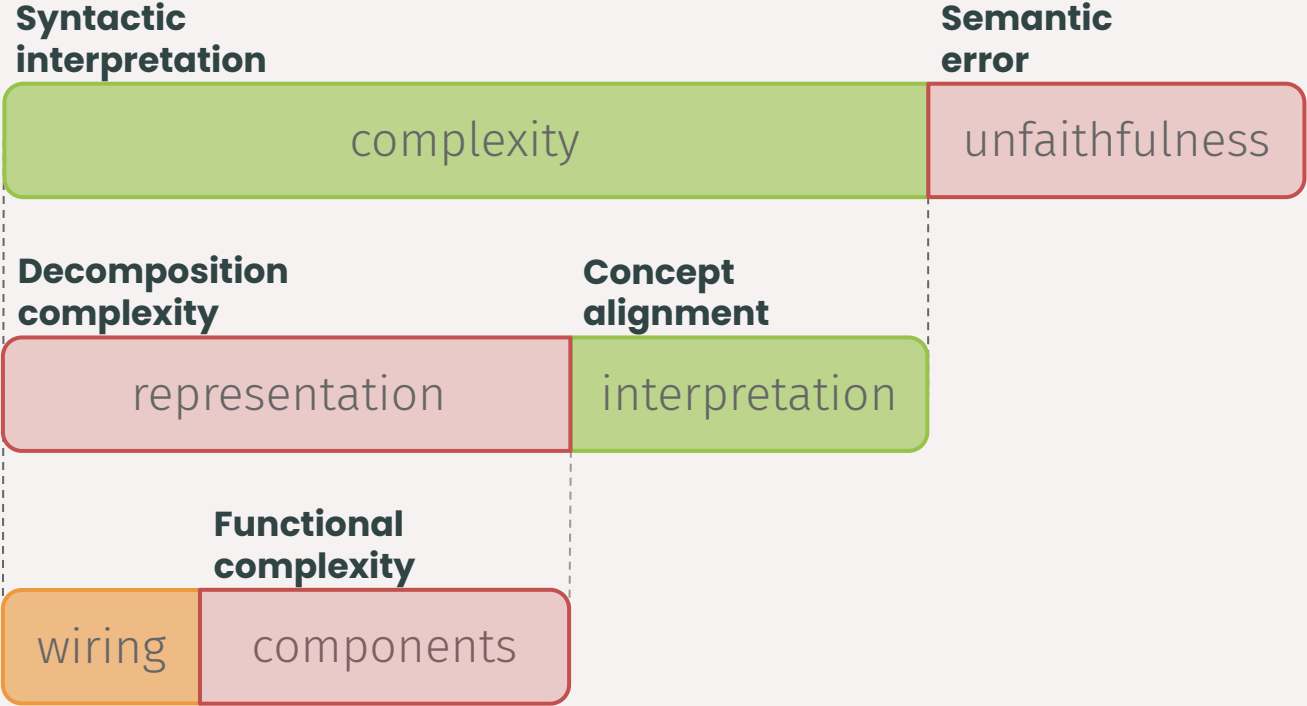 Syntactic
interpretation
Semantic
error
complexity
unfaithfulness
Decomposition
complexity
Concept
alignment
representation
interpretation
Functional
complexity
wiring
components